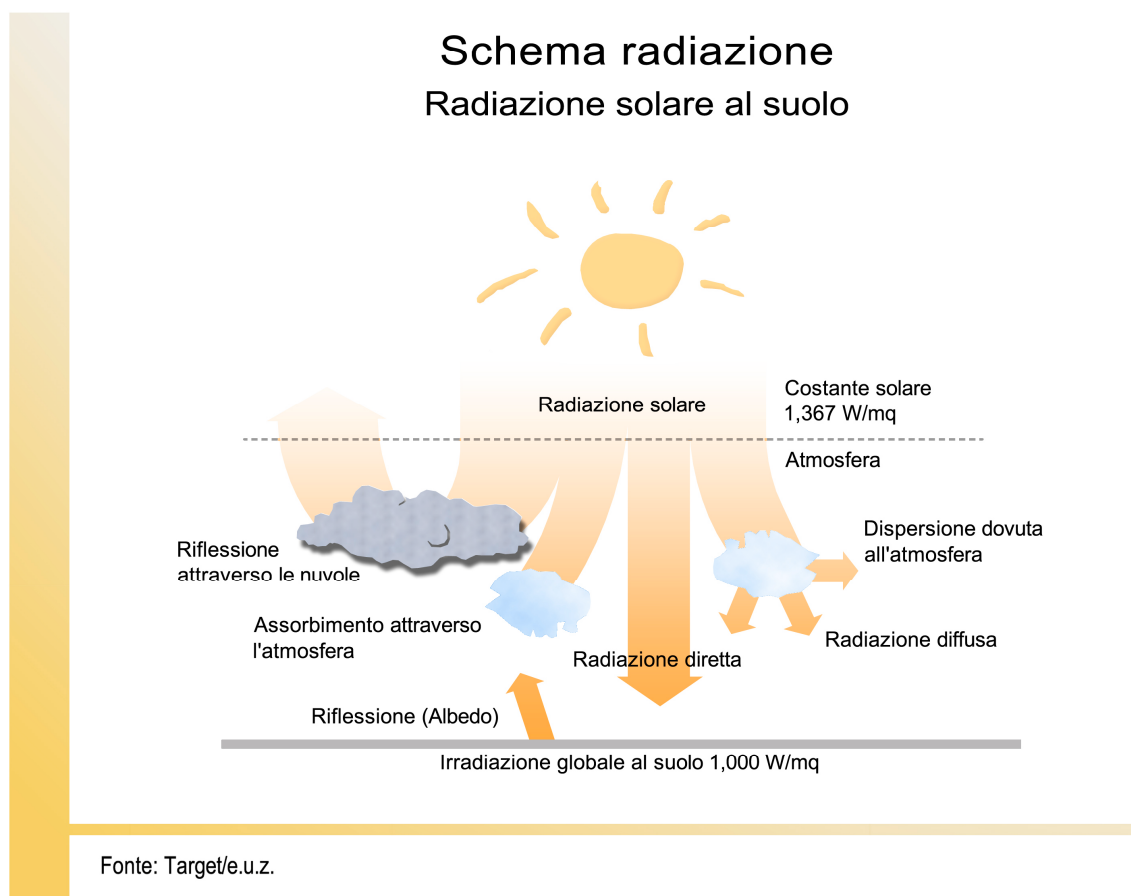 Schema radiazione
Radiazione solare al suolo
Radiazione solare
Costante solare
1,367 W/mq
Atmosfera
Riflessione
attraverso le nuvole
Dispersione dovuta
all'atmosfera
Assorbimento attraverso
l'atmosfera
Radiazione diffusa
Radiazione diretta
Riflessione (Albedo)
Irradiazione globale al suolo 1,000 W/mq
Fonte: Target/e.u.z.